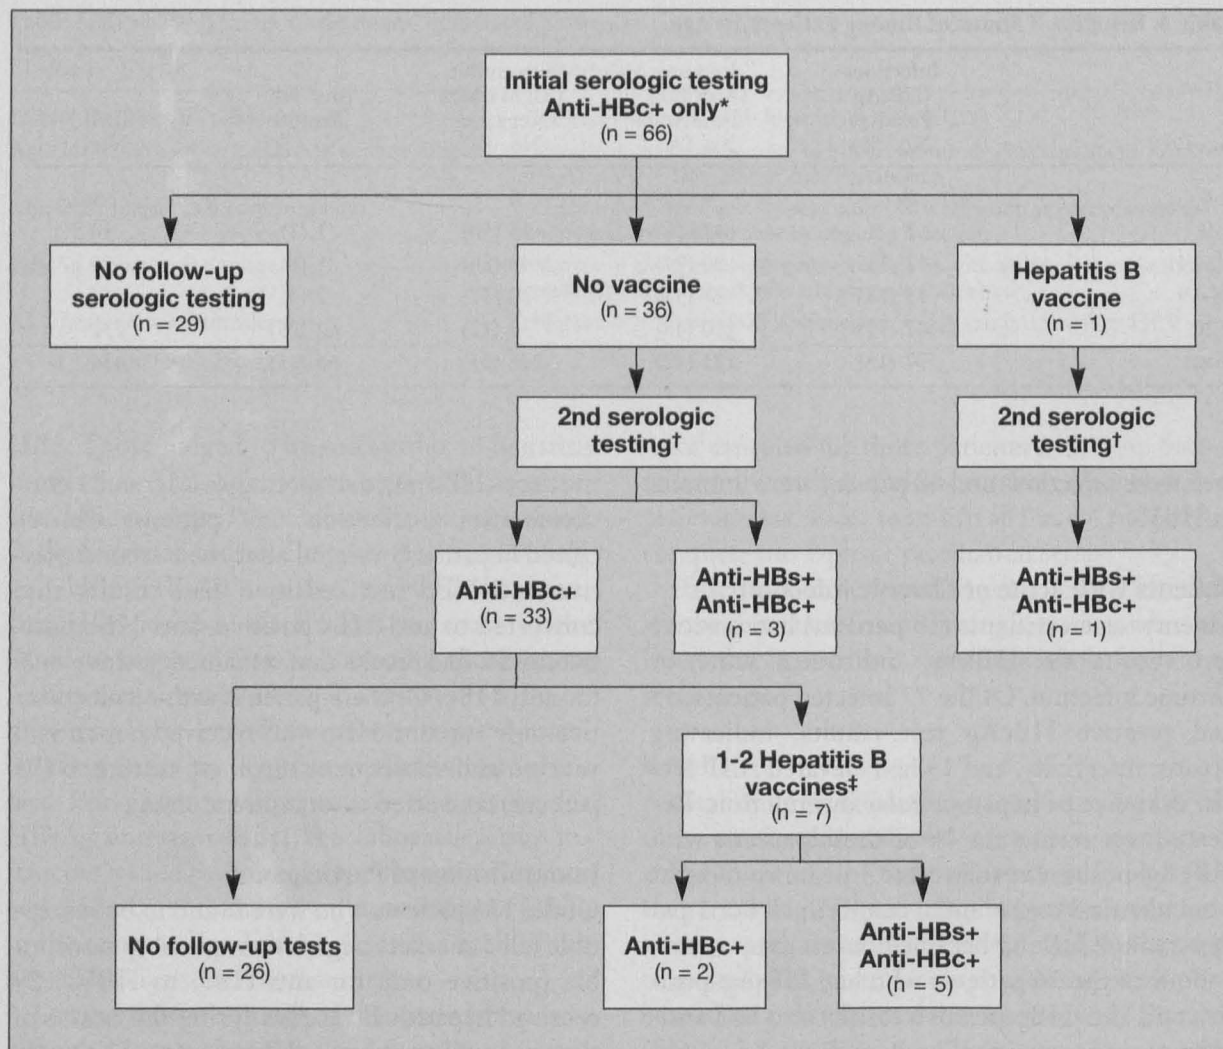 Initial serologic testing
Anti-HBc+ only*
(n = 66)
No follow-up
serologic testing
(n = 29)
No vaccine
(n = 36)
Hepatitis B
vaccine
(n = 1)
2nd serologic
testing†
2nd serologic
testing†
Anti-HBc+
(n = 33)
Anti-HBs+
Anti-HBc+
(n = 3)
Anti-HBs+
Anti-HBc+
(n = 1)
1-2 Hepatitis B
vaccines‡
(n = 7)
No follow-up tests
(n = 26)
Anti-HBc+
(n = 2)
Anti-HBs+
Anti-HBc+
(n = 5)